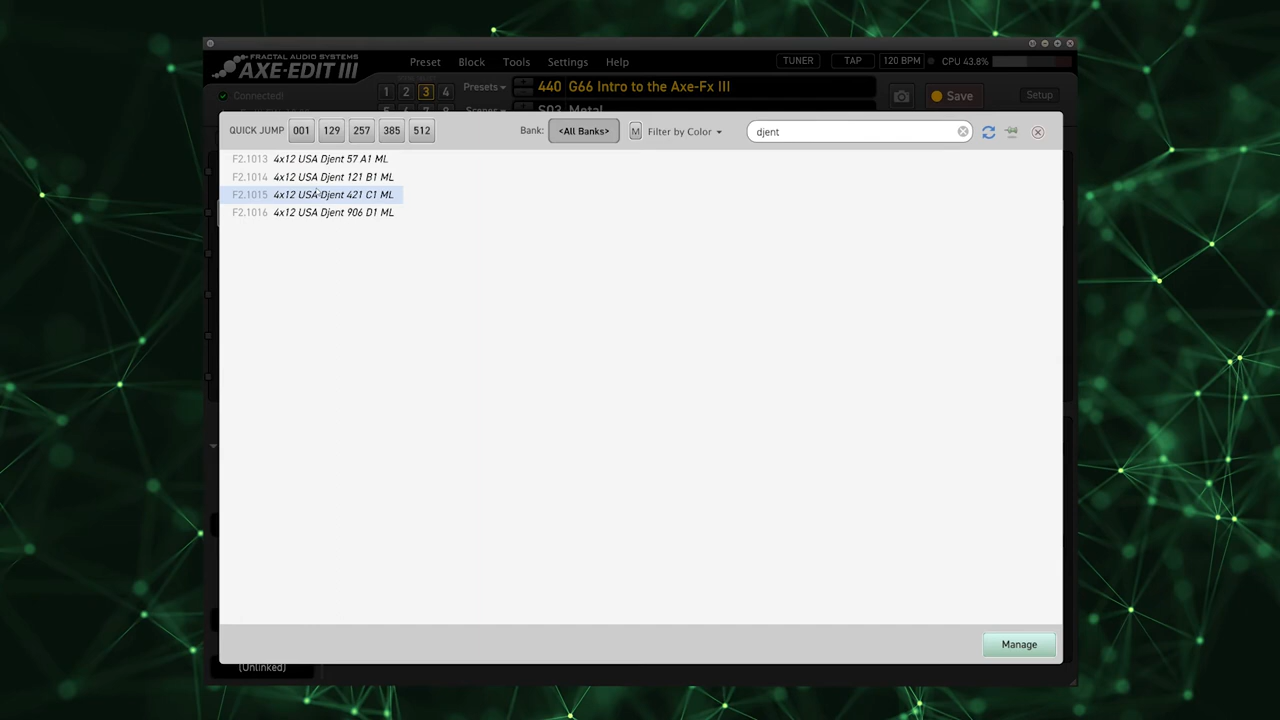 FRACTAL AUDIO SYSTEMS
AXE-EDIT III
Preset Block Tools Settings Help
TUNER TAP 120 BPM CPU 43.8%
Connected!
1 2 3 4 Presets 440 G66 Intro to the Axe-Fx III Save Setup
Scenes S03 Metal
QUICK JUMP 001 129 257 385 512 Bank: <All Banks> M Filter by Color djent
F2.1013 4x12 USA Djent 57 A1 ML
F2.1014 4x12 USA Djent 121 B1 ML
F2.1015 4x12 USA Djent 421 C1 ML
F2.1016 4x12 USA Djent 906 D1 ML
Manage
(Unlinked)